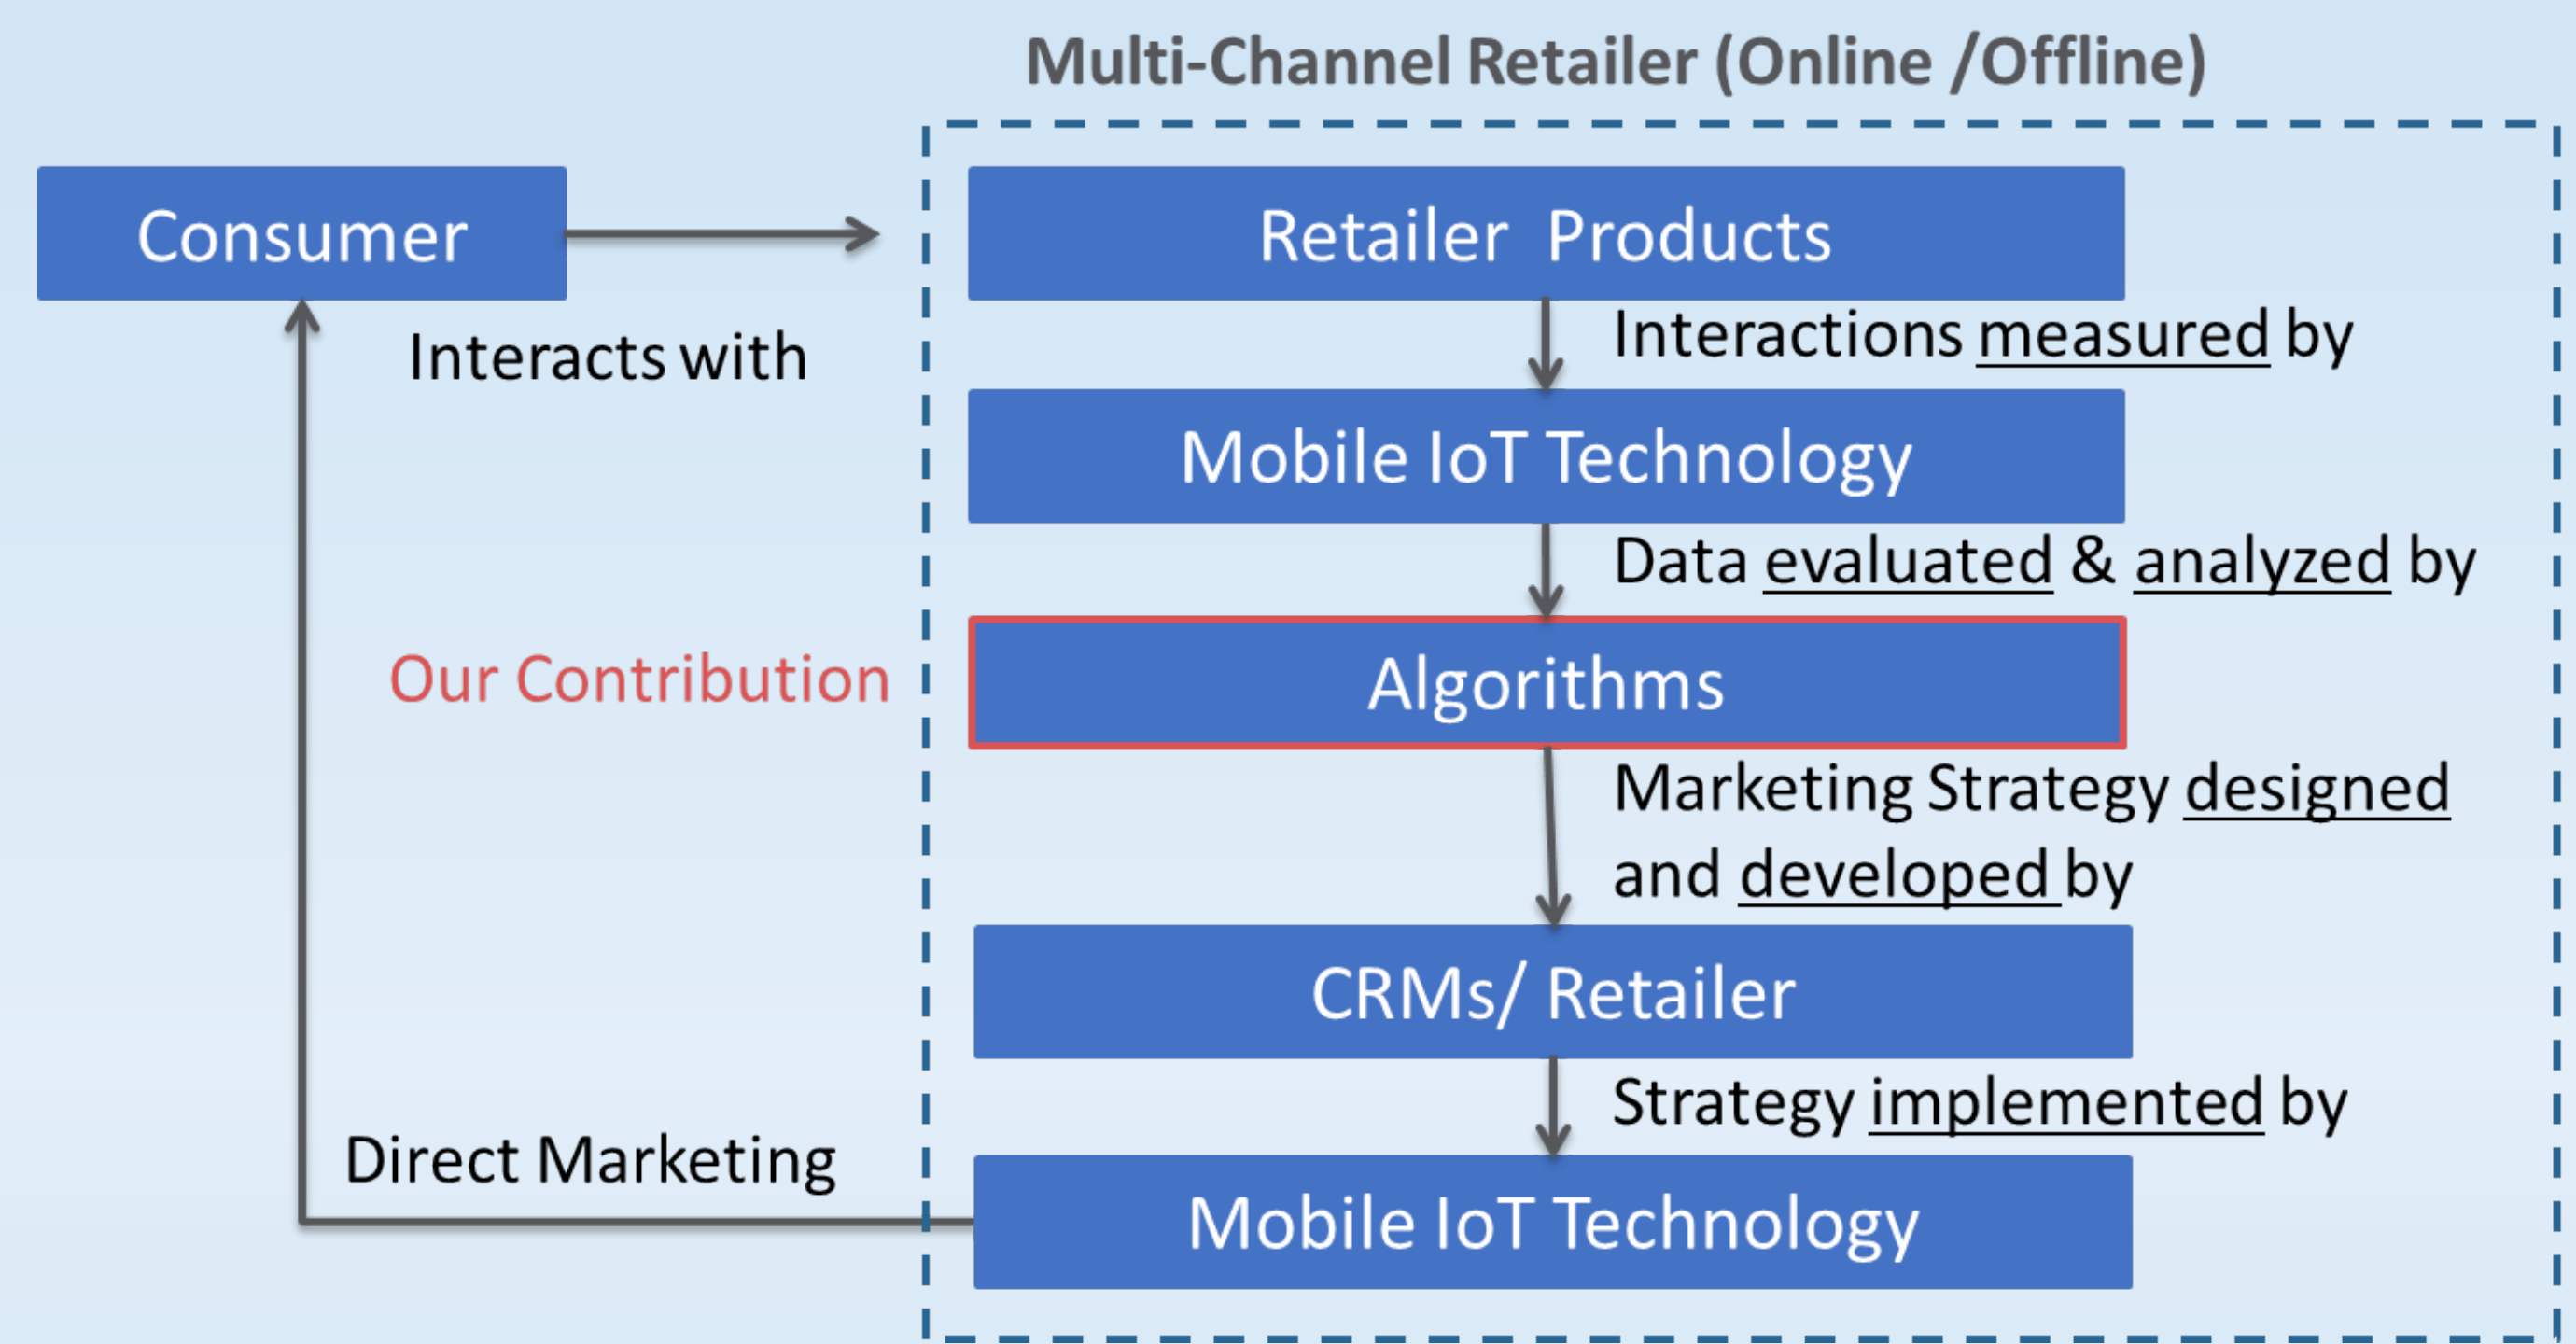 Multi-Channel Retailer (Online /Offline)
Consumer
Retailer Products
Interacts with
Interactions measured by
Mobile IoT Technology
Data evaluated & analyzed by
Our Contribution
Algorithms
Marketing Strategy designed
and developed by
CRMs/ Retailer
Strategy implemented by
Direct Marketing
Mobile IoT Technology